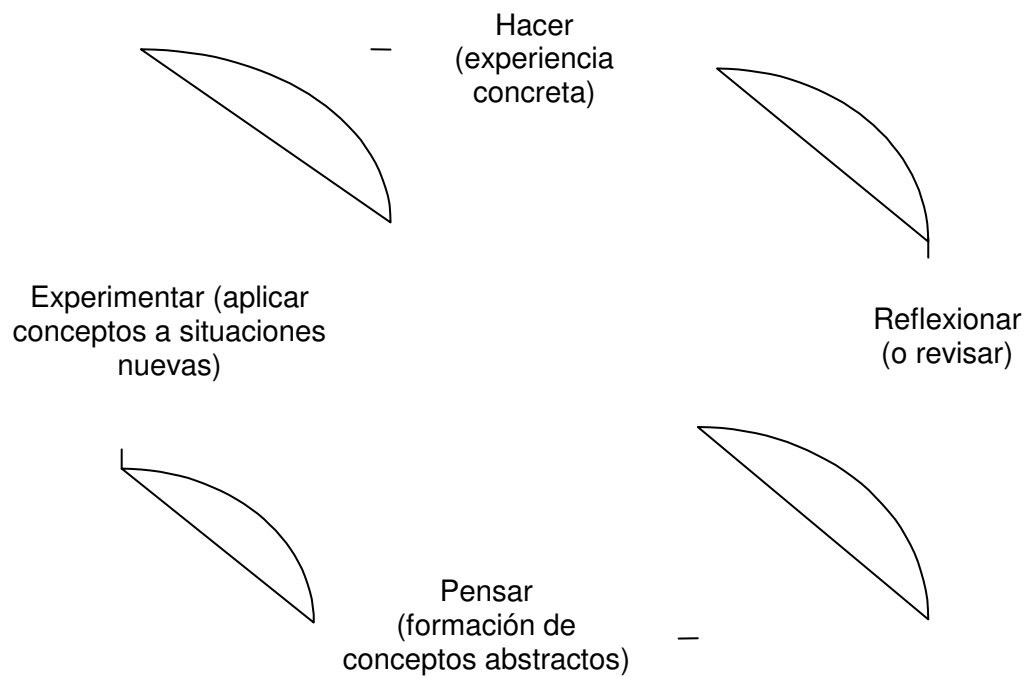 Hacer
(experiencia
concreta)
Experimentar (aplicar
conceptos a situaciones
nuevas)
Reflexionar
(o revisar)
Pensar
(formación de
conceptos abstractos)